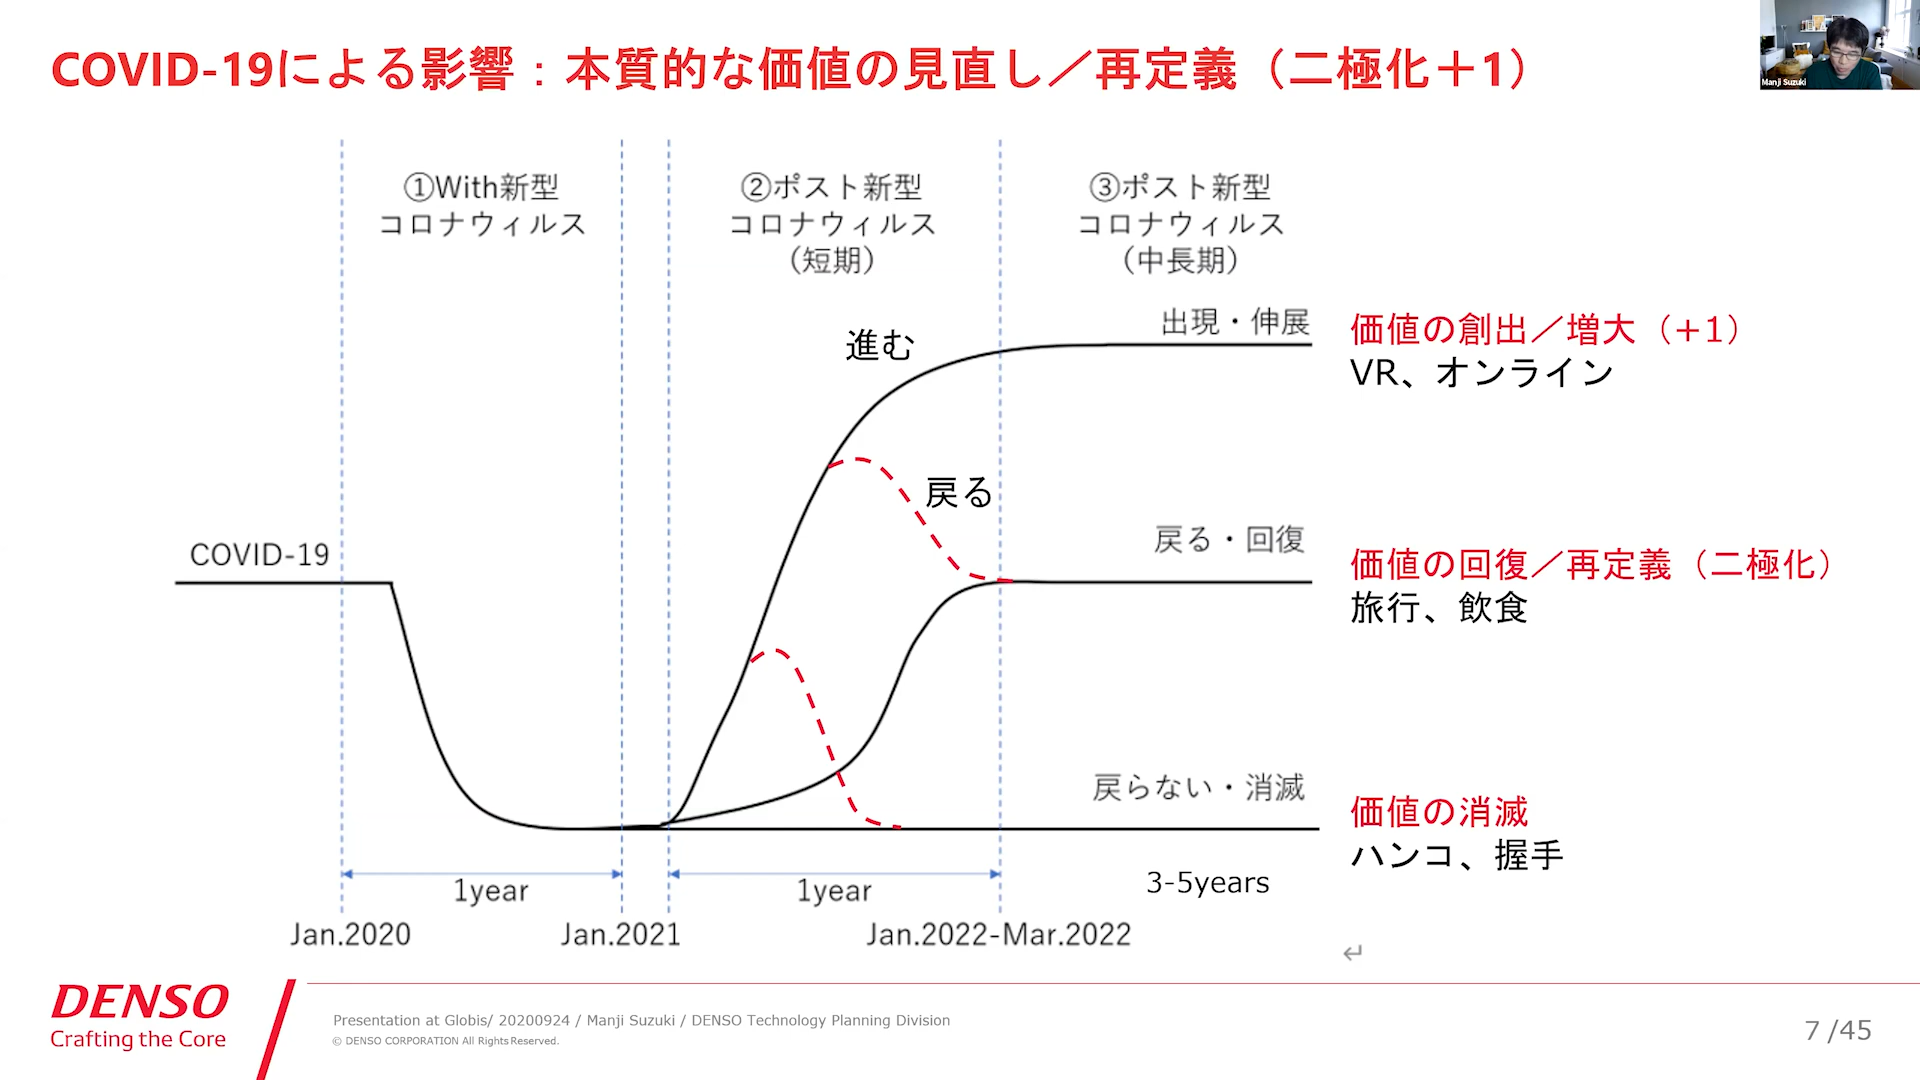 COVID-19による影響：本質的な価値の見直し／再定義（二極化＋1）
Manji Suzuki
①With新型
コロナウィルス
②ポスト新型
コロナウィルス
（短期）
③ポスト新型
コロナウィルス
（中長期）
出現・伸展
価値の創出／増大（+1）
VR、オンライン
進む
戻る
COVID-19
戻る・回復
価値の回復／再定義（二極化）
旅行、飲食
戻らない・消滅
価値の消滅
ハンコ、握手
1year
1year
3-5years
Jan.2020
Jan.2021
Jan.2022-Mar.2022
↵
DENSO
Crafting the Core
Presentation at Globis/ 20200924 / Manji Suzuki / DENSO Technology Planning Division
© DENSO CORPORATION All Rights Reserved.
7 /45